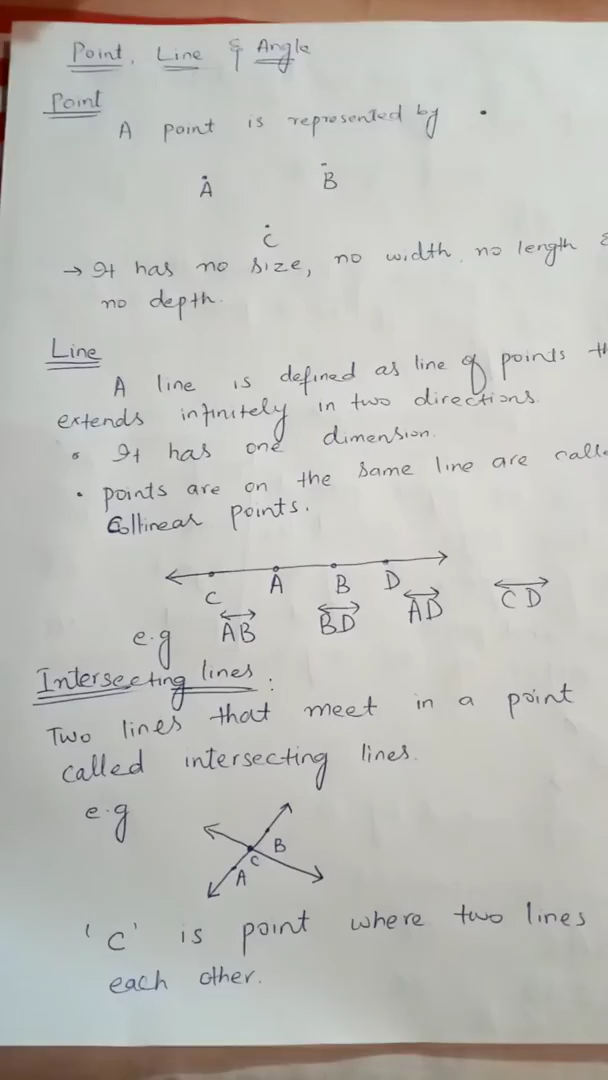 Point, Line & Angle
Point
A point is represented by .
A B
C
→ It has no size, no width, no length &
no depth.
Line
A line is defined as line of points th
extends infinitely in two directions.
• It has one dimension.
• points are on the same line are calle
Collinear points.
C A B D
e.g AB BD AD CD
Intersecting lines:
Two lines that meet in a point
called intersecting lines.
e.g
B
C
A
'C' is point where two lines
each other.